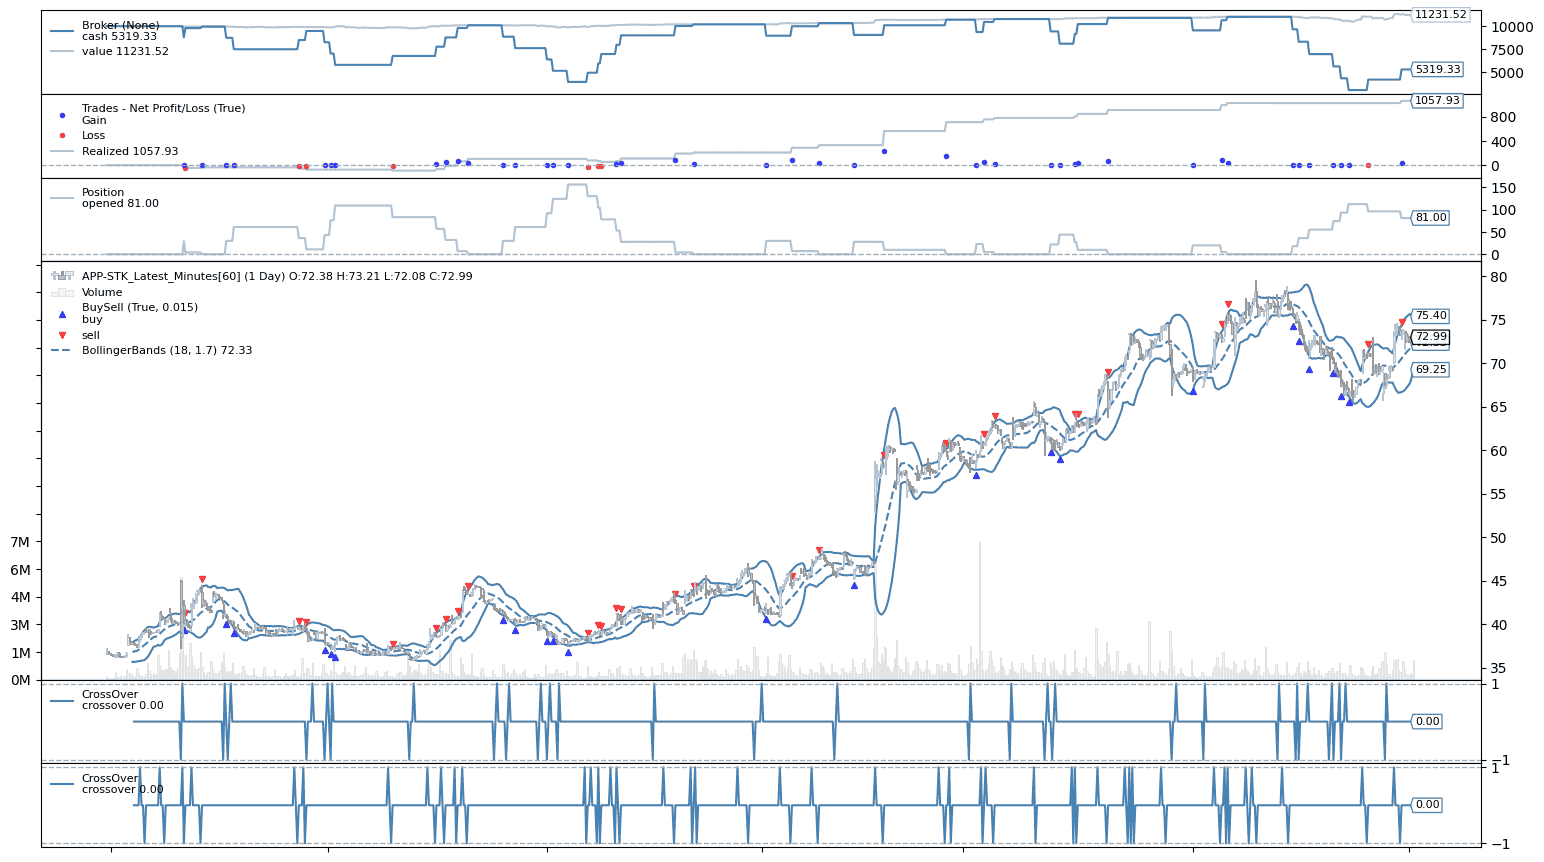 Broker (None)
cash 5319.33
value 11231.52
11231.52
10000
7500
5000
5319.33
Trades - Net Profit/Loss (True)
Gain
Loss
Realized 1057.93
1057.93
800
400
0
Position
opened 81.00
150
100
50
0
81.00
APP-STK_Latest_Minutes[60] (1 Day) O:72.38 H:73.21 L:72.08 C:72.99
Volume
BuySell (True, 0.015)
buy
sell
BollingerBands (18, 1.7) 72.33
80
75
70
65
60
55
50
45
40
35
75.40
72.99
69.25
7M
6M
4M
3M
1M
0M
CrossOver
crossover 0.00
1
0.00
−1
CrossOver
crossover 0.00
1
0.00
−1